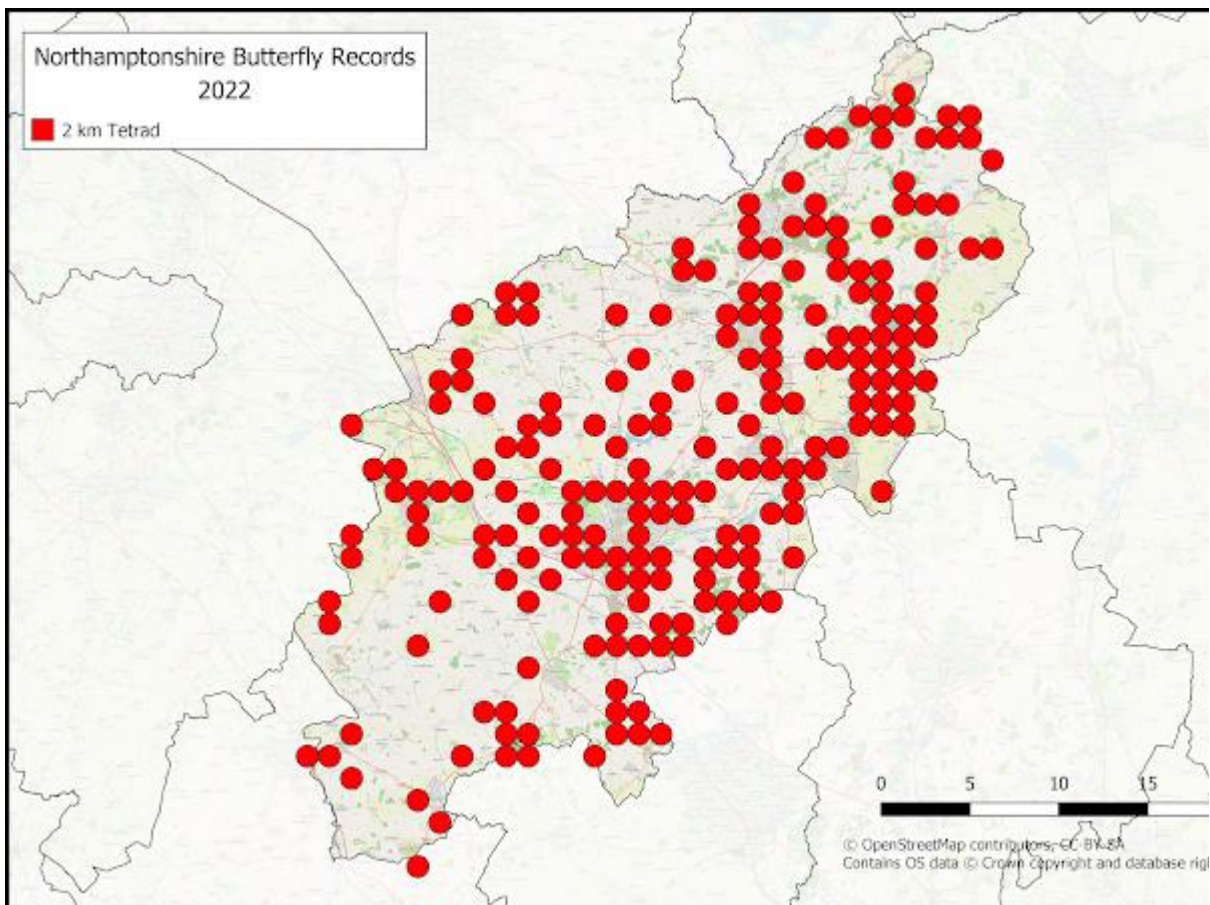 Northamptonshire Butterfly Records
2022
2 km Tetrad
0 5 10 15
© OpenStreetMap contributors, CC-BY-SA
Contains OS data © Crown copyright and database righ